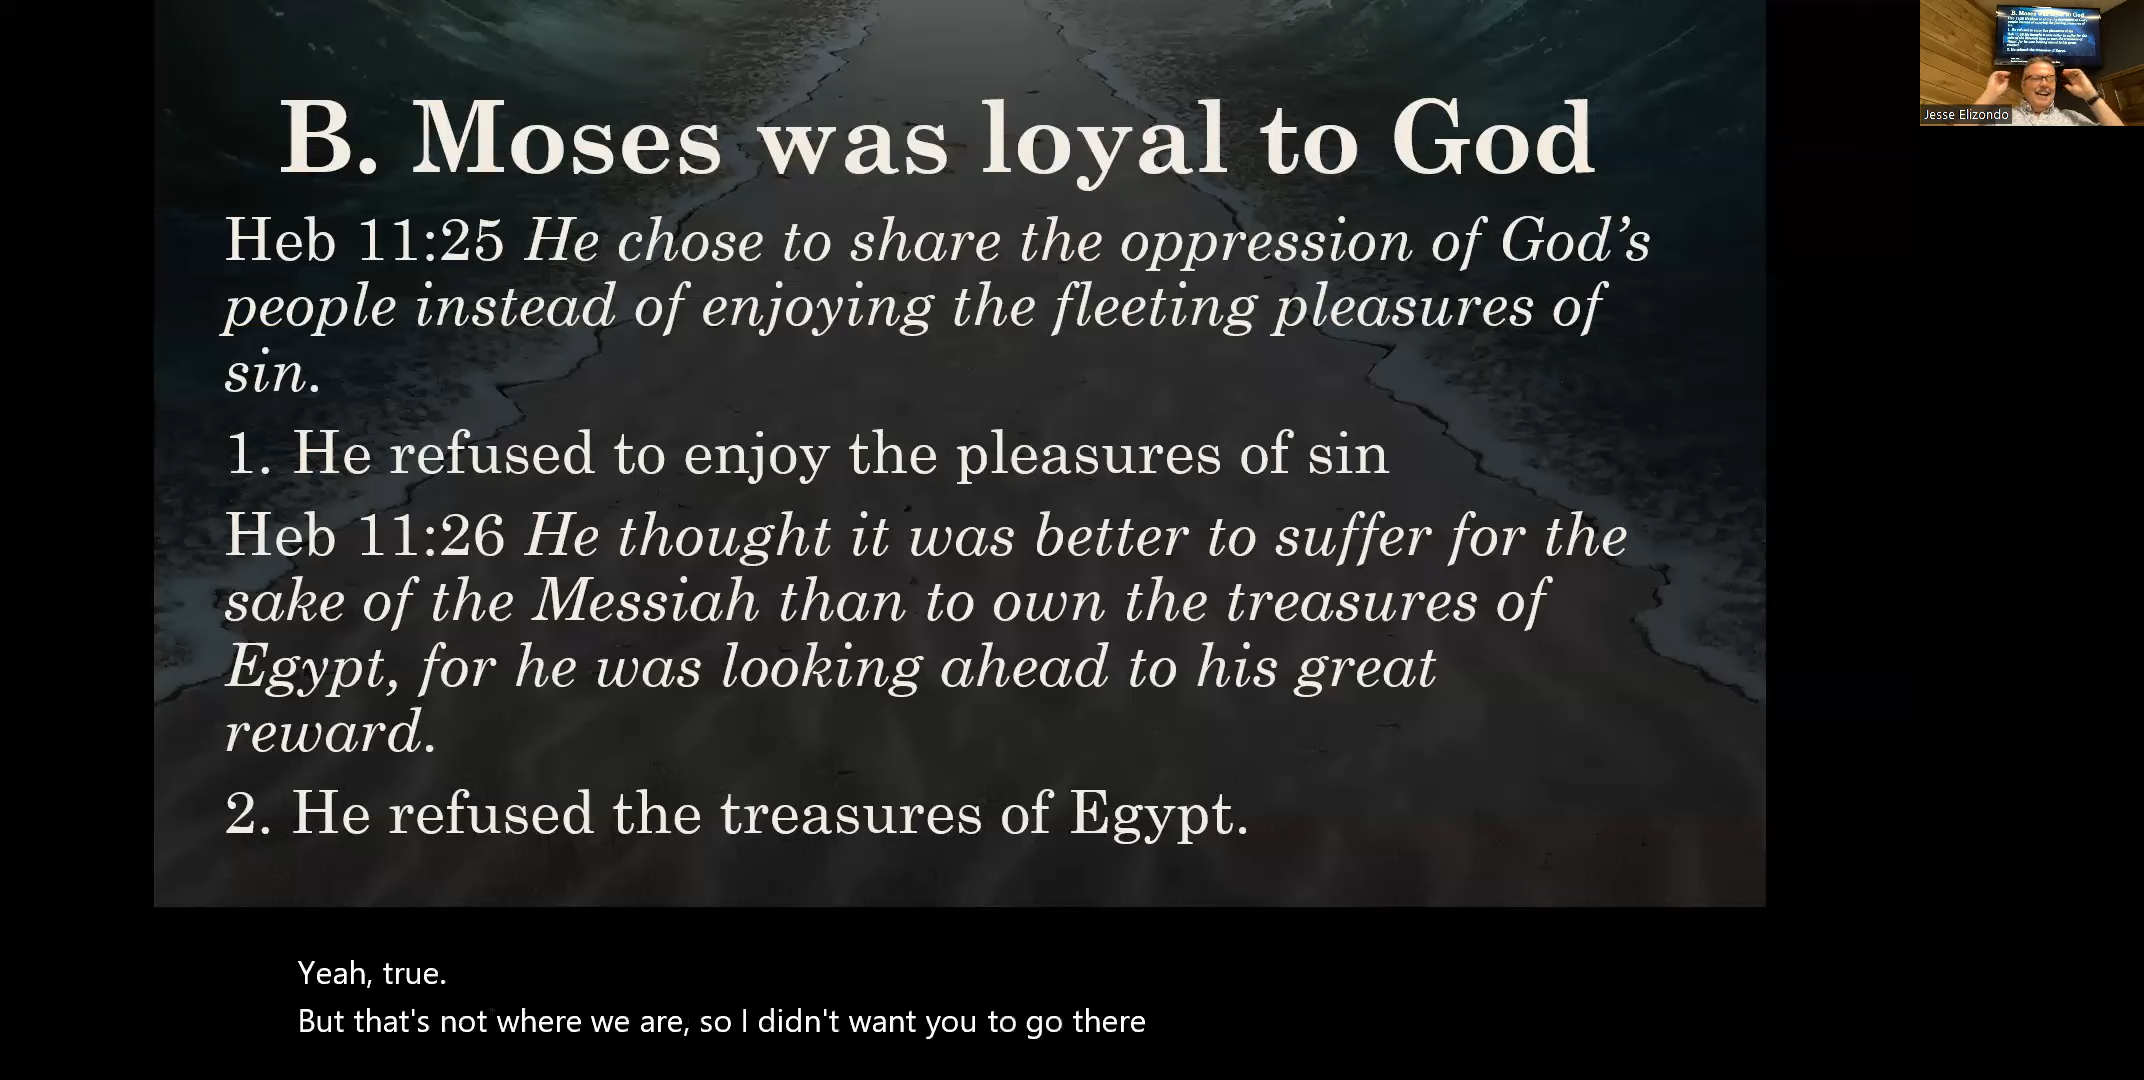 B. Moses was loyal to God
Heb 11:25 He chose to share the oppression of God’s
people instead of enjoying the fleeting pleasures of
sin.
1. He refused to enjoy the pleasures of sin
Heb 11:26 He thought it was better to suffer for the
sake of the Messiah than to own the treasures of
Egypt, for he was looking ahead to his great
reward.
2. He refused the treasures of Egypt.
Jesse Elizondo
Yeah, true.
But that's not where we are, so I didn't want you to go there